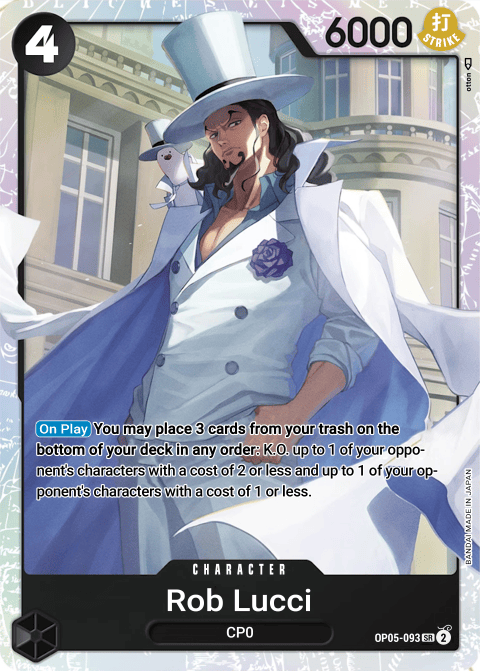 4
6000
打
STRIKE
otton
On Play You may place 3 cards from your trash on the
bottom of your deck in any order: K.O. up to 1 of your oppo-
nent's characters with a cost of 2 or less and up to 1 of your op-
ponent's characters with a cost of 1 or less.
BANDAI MADE IN JAPAN
CHARACTER
Rob Lucci
CP0
OP05-093 SR 2